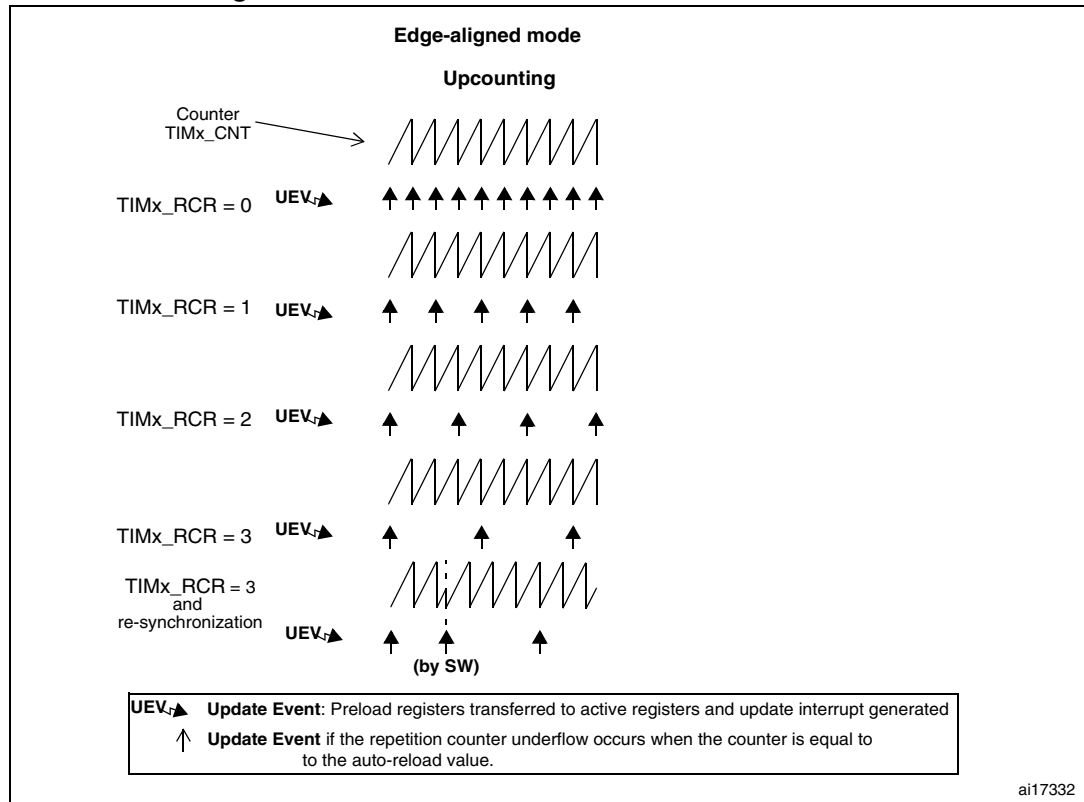 Edge-aligned mode
Upcounting
Counter
TIMx_CNT
TIMx_RCR = 0 UEV
TIMx_RCR = 1 UEV
TIMx_RCR = 2 UEV
TIMx_RCR = 3 UEV
TIMx_RCR = 3
and
re-synchronization
UEV
(by SW)
UEV Update Event: Preload registers transferred to active registers and update interrupt generated
Update Event if the repetition counter underflow occurs when the counter is equal to
to the auto-reload value.
ai17332